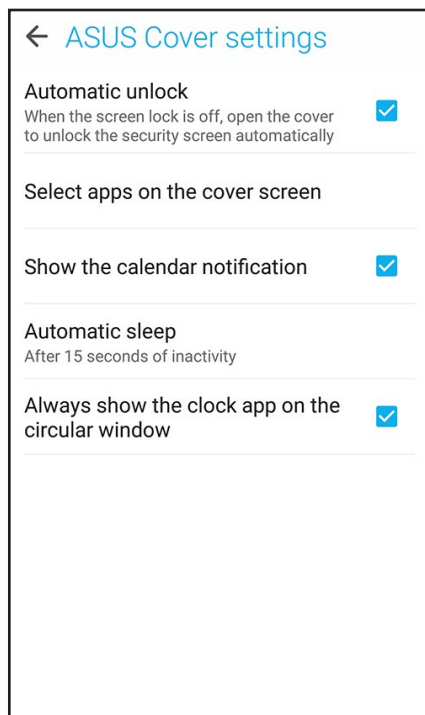 ASUS Cover settings
Automatic unlock
When the screen lock is off, open the cover
to unlock the security screen automatically
Select apps on the cover screen
Show the calendar notification
Automatic sleep
After 15 seconds of inactivity
Always show the clock app on the
circular window